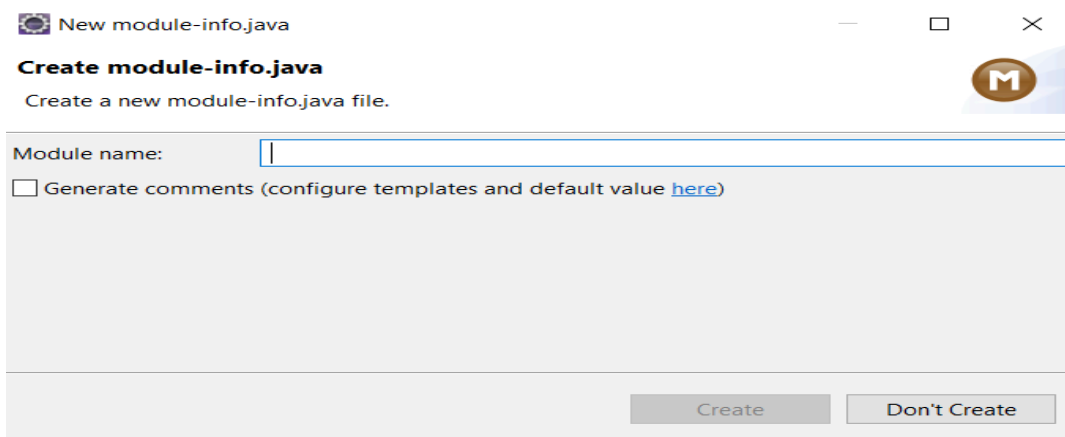 New module-info.java
Create module-info.java
M
Create a new module-info.java file.
Module name:
Generate comments (configure templates and default value here)
Create
Don't Create